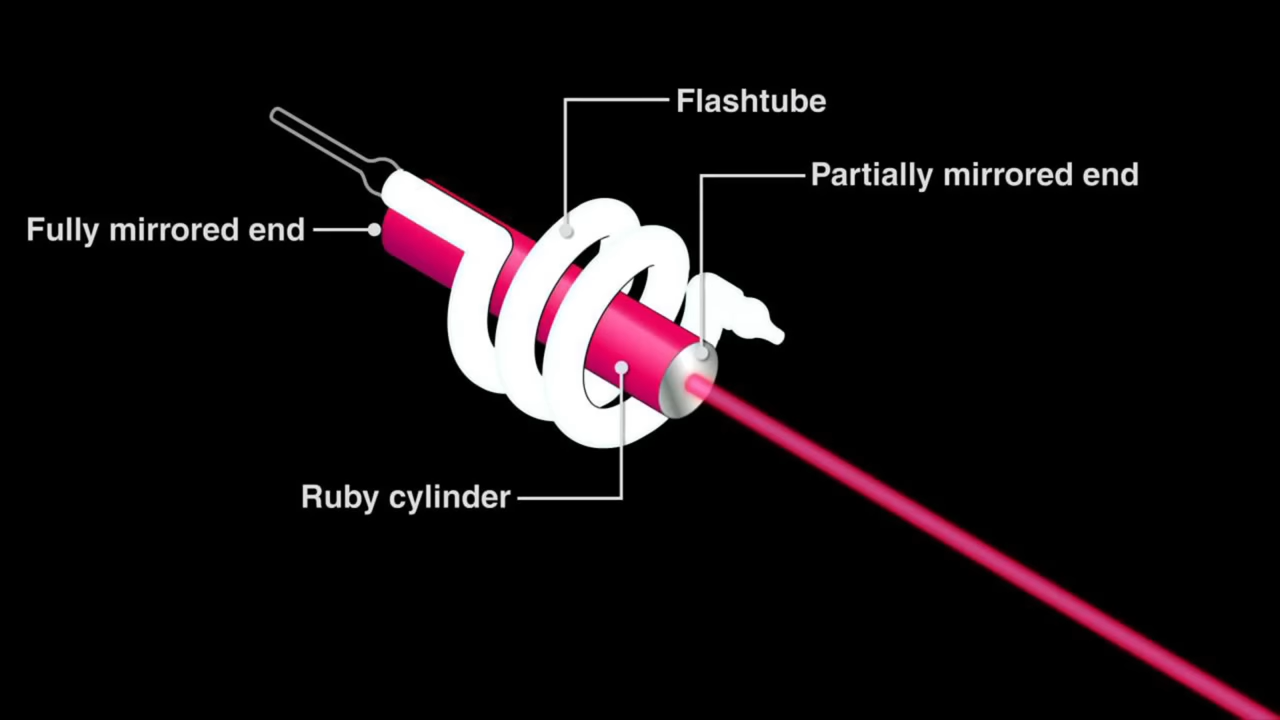 Flashtube
Partially mirrored end
Fully mirrored end
Ruby cylinder